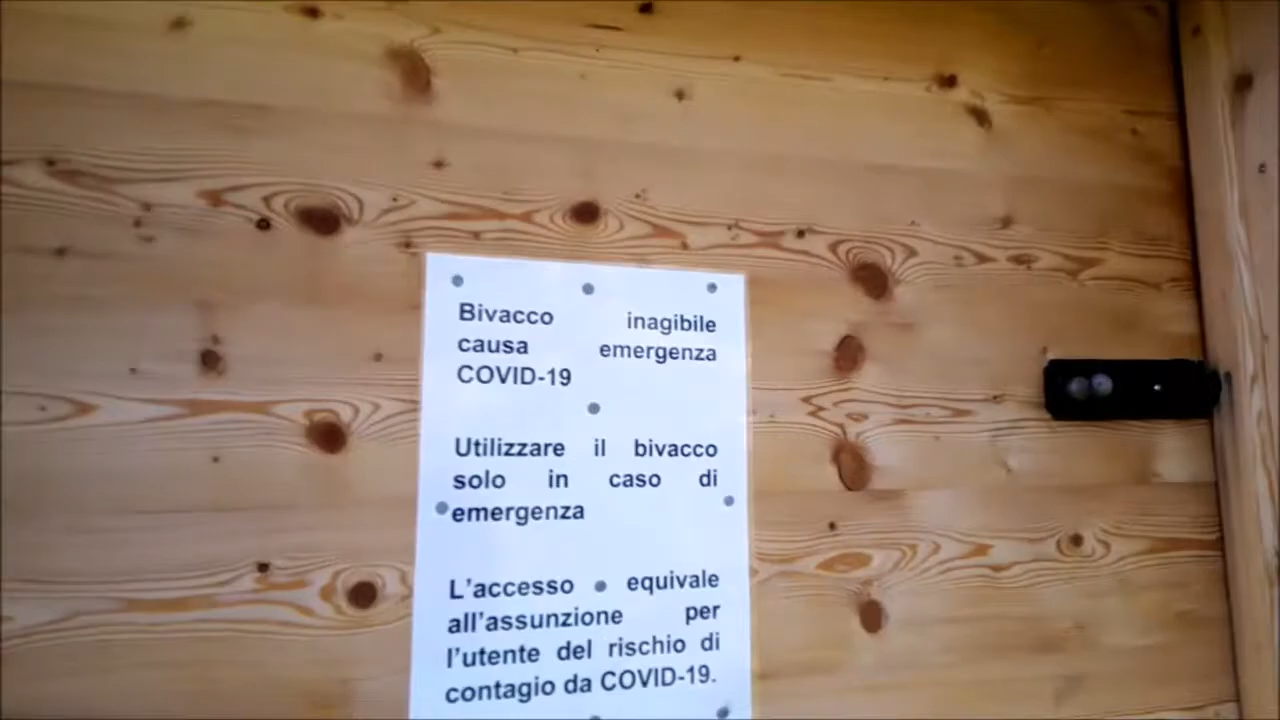 Bivacco inagibile
causa emergenza
COVID-19
Utilizzare il bivacco
solo in caso di
emergenza
L'accesso equivale
all'assunzione per
l'utente del rischio di
contagio da COVID-19.